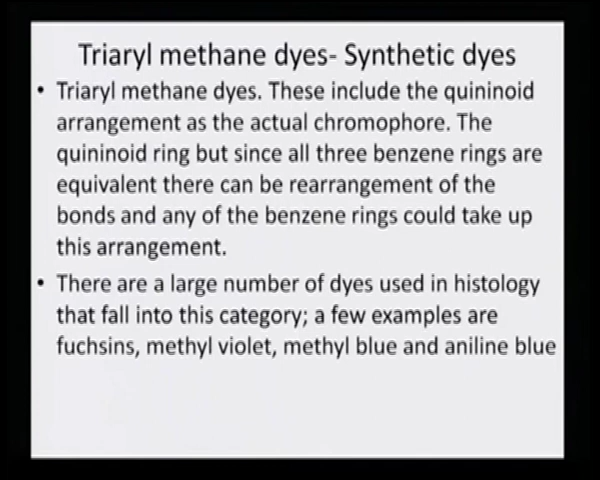 Triaryl methane dyes- Synthetic dyes
• Triaryl methane dyes. These include the quininoid
arrangement as the actual chromophore. The
quininoid ring but since all three benzene rings are
equivalent there can be rearrangement of the
bonds and any of the benzene rings could take up
this arrangement.
• There are a large number of dyes used in histology
that fall into this category; a few examples are
fuchsins, methyl violet, methyl blue and aniline blue